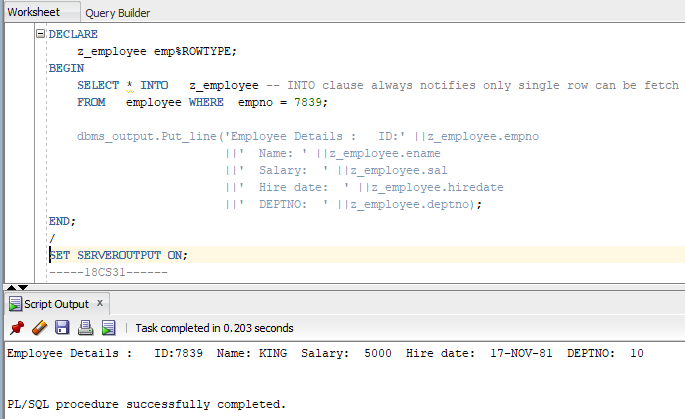 Worksheet Query Builder
DECLARE
z_employee emp%ROWTYPE;
BEGIN
SELECT * INTO z_employee -- INTO clause always notifies only single row can be fetch
FROM employee WHERE empno = 7839;
dbms_output.Put_line('Employee Details : ID:' ||z_employee.empno
||' Name: ' ||z_employee.ename
||' Salary: ' ||z_employee.sal
||' Hire date: ' ||z_employee.hiredate
||' DEPTNO: ' ||z_employee.deptno);
END;
/
SET SERVEROUTPUT ON;
-----18CS31------
Script Output x
Task completed in 0.203 seconds
Employee Details : ID:7839 Name: KING Salary: 5000 Hire date: 17-NOV-81 DEPTNO: 10
PL/SQL procedure successfully completed.